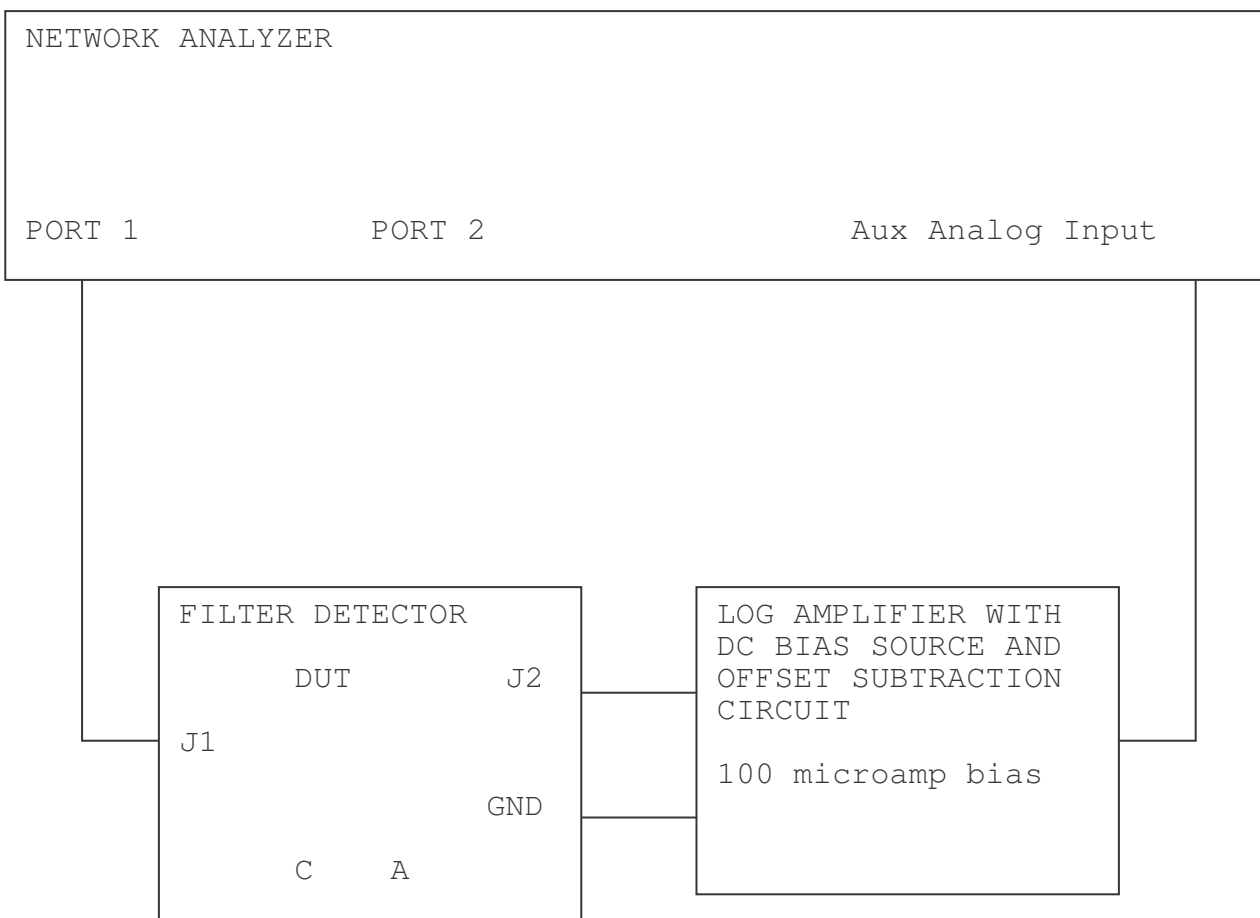 NETWORK ANALYZER
PORT 1 PORT 2 Aux Analog Input
FILTER DETECTOR
DUT J2
J1
GND
C A
LOG AMPLIFIER WITH
DC BIAS SOURCE AND
OFFSET SUBTRACTION
CIRCUIT
100 microamp bias